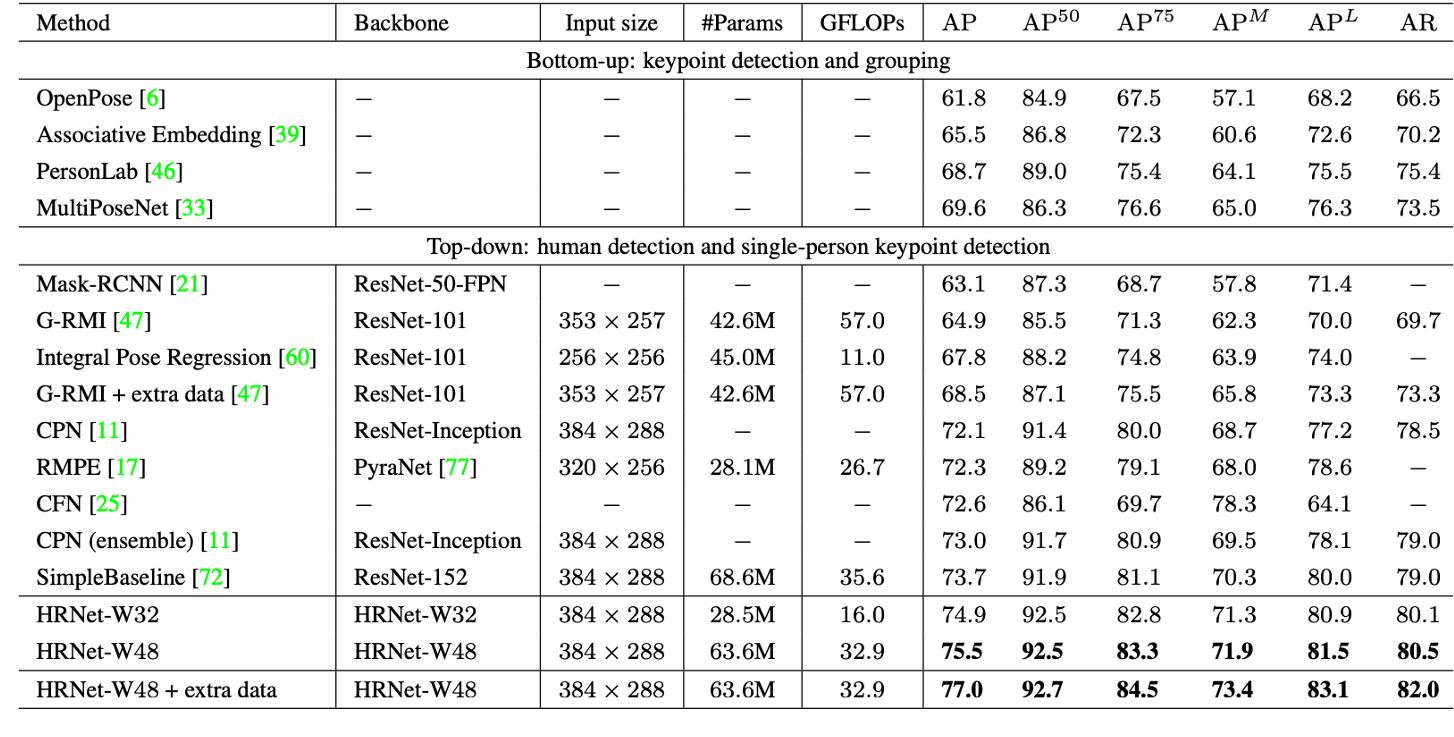 Method Backbone Input size #Params GFLOPs AP AP^50 AP^75 AP^M AP^L AR
Bottom-up: keypoint detection and grouping
OpenPose [6] – – – – 61.8 84.9 67.5 57.1 68.2 66.5
Associative Embedding [39] – – – – 65.5 86.8 72.3 60.6 72.6 70.2
PersonLab [46] – – – – 68.7 89.0 75.4 64.1 75.5 75.4
MultiPoseNet [33] – – – – 69.6 86.3 76.6 65.0 76.3 73.5
Top-down: human detection and single-person keypoint detection
Mask-RCNN [21] ResNet-50-FPN – – – 63.1 87.3 68.7 57.8 71.4 –
G-RMI [47] ResNet-101 353 × 257 42.6M 57.0 64.9 85.5 71.3 62.3 70.0 69.7
Integral Pose Regression [60] ResNet-101 256 × 256 45.0M 11.0 67.8 88.2 74.8 63.9 74.0 –
G-RMI + extra data [47] ResNet-101 353 × 257 42.6M 57.0 68.5 87.1 75.5 65.8 73.3 73.3
CPN [11] ResNet-Inception 384 × 288 – – 72.1 91.4 80.0 68.7 77.2 78.5
RMPE [17] PyraNet [77] 320 × 256 28.1M 26.7 72.3 89.2 79.1 68.0 78.6 –
CFN [25] – – – – 72.6 86.1 69.7 78.3 64.1 –
CPN (ensemble) [11] ResNet-Inception 384 × 288 – – 73.0 91.7 80.9 69.5 78.1 79.0
SimpleBaseline [72] ResNet-152 384 × 288 68.6M 35.6 73.7 91.9 81.1 70.3 80.0 79.0
HRNet-W32 HRNet-W32 384 × 288 28.5M 16.0 74.9 92.5 82.8 71.3 80.9 80.1
HRNet-W48 HRNet-W48 384 × 288 63.6M 32.9 75.5 92.5 83.3 71.9 81.5 80.5
HRNet-W48 + extra data HRNet-W48 384 × 288 63.6M 32.9 77.0 92.7 84.5 73.4 83.1 82.0